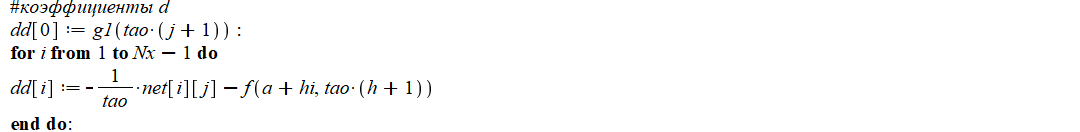 #коэффициенты d
dd[0] := g1(tao·(j + 1)) :
for i from 1 to Nx − 1 do
dd[i] := -1/tao·net[i][j] − f(a + hi, tao·(h + 1))
end do: